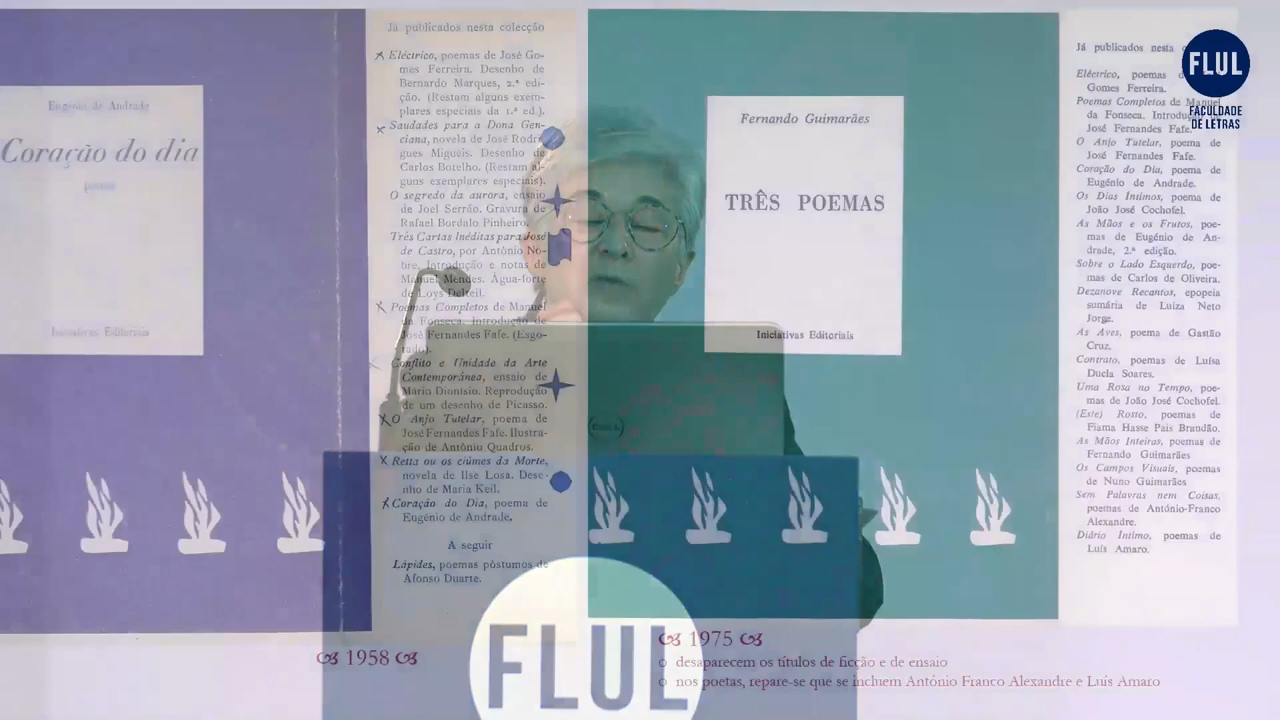 Eugénio de Andrade
Coração do dia
poema
Iniciativas Editoriais
Já publicados nesta colecção
Eléctrico, poemas de José Go-
mes Ferreira. Desenho de
Bernardo Marques, 2.ª edi-
ção. (Restam alguns exem-
plares especiais da 1.ª ed.).
Saudades para a Dona Gen-
ciana, novela de José Rodri-
gues Miguéis. Desenho de
Carlos Botelho. (Restam al-
guns exemplares especiais).
O segredo da aurora, ensaio
de Joel Serrão. Gravura de
Rafael Bordalo Pinheiro.
Três Cartas Inéditas para José
de Castro, por António No-
bre. Introdução e notas de
Manuel Mendes. Água-forte
de Loys Delteil.
Poemas Completos de Manuel
da Fonseca. Introdução de
José Fernandes Fafe. (Esgo-
tado).
Conflito e Unidade da Arte
Contemporânea, ensaio de
Mário Dionísio. Reprodução
de um desenho de Picasso.
O Anjo Tutelar, poema de
José Fernandes Fafe. Ilustra-
ção de António Quadros.
Retta ou os ciúmes da Morte,
novela de Ilse Losa. Dese-
nho de Maria Keil.
Coração do Dia, poema de
Eugénio de Andrade.
A seguir
Lápides, poemas póstumos de
Afonso Duarte.
1958
Fernando Guimarães
TRÊS POEMAS
Iniciativas Editoriais
Já publicados nesta
Eléctrico, poemas de
Gomes Ferreira.
Poemas Completos de Manuel
da Fonseca. Introdu
José Fernandes Fafe.
O Anjo Tutelar, poema de
José Fernandes Fafe.
Coração do Dia, poema de
Eugénio de Andrade.
Os Dias Íntimos, poemas de
João José Cochofel.
As Mãos e os Frutos, poe-
mas de Eugénio de An-
drade, 2.ª edição.
Sobre o Lado Esquerdo, poe-
mas de Carlos de Oliveira.
Dezanove Recantos, epopeia
sumária de Luiza Neto
Jorge.
As Aves, poema de Gastão
Cruz.
Contrato, poemas de Luísa
Ducla Soares.
Uma Rosa no Tempo, poe-
mas de João José Cochofel.
(Este) Rosto, poemas de
Fiama Hasse Pais Brandão.
As Mãos Inteiras, poemas de
Fernando Guimarães
Os Campos Visuais, poemas
de Nuno Guimarães
Sem Palavras nem Coisas,
poemas de António-Franco
Alexandre.
Diário Íntimo, poemas de
Luís Amaro.
1975
desaparecem os títulos de ficção e de ensaio
nos poetas, repare-se que se incluem António Franco Alexandre e Luís Amaro
FLUL
FACULDADE
DE LETRAS
FLUL